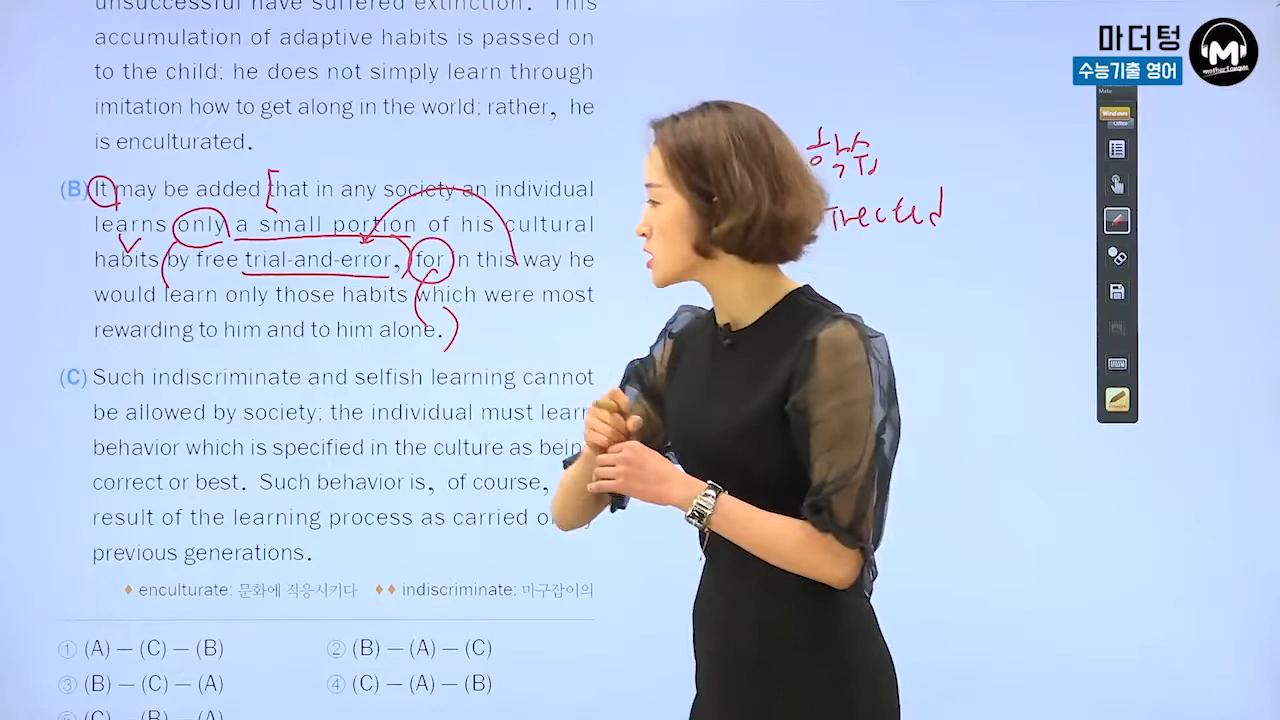 unsuccessful have suffered extinction. This
accumulation of adaptive habits is passed on
to the child: he does not simply learn through
imitation how to get along in the world; rather, he
is enculturated.
(B) It may be added that in any society an individual
learns only a small portion of his cultural
habits by free trial-and-error, for in this way he
would learn only those habits which were most
rewarding to him and to him alone.
(C) Such indiscriminate and selfish learning cannot
be allowed by society; the individual must learn
behavior which is specified in the culture as being
correct or best. Such behavior is, of course,
result of the learning process as carried
previous generations.
♦ enculturate: 문화에 적응시키다 ♦♦ indiscriminate: 마구잡이의
① (A) – (C) – (B) ② (B) – (A) – (C)
③ (B) – (C) – (A) ④ (C) – (A) – (B)
(C) – (B) – (A)
학습
마더텅
수능기출 영어
M
mother tongue
Windows
Office